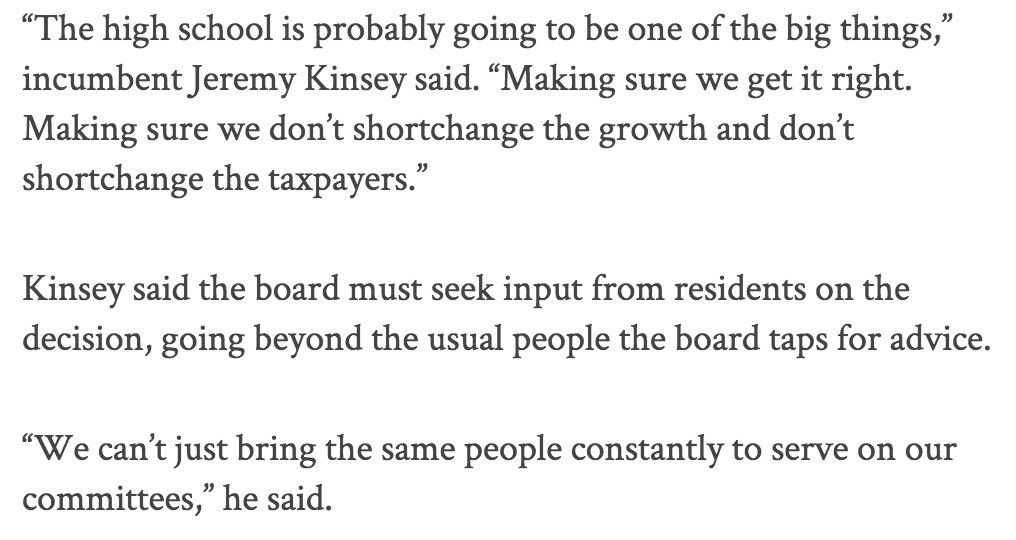 “The high school is probably going to be one of the big things,”
incumbent Jeremy Kinsey said. “Making sure we get it right.
Making sure we don’t shortchange the growth and don’t
shortchange the taxpayers.”
Kinsey said the board must seek input from residents on the
decision, going beyond the usual people the board taps for advice.
“We can’t just bring the same people constantly to serve on our
committees,” he said.